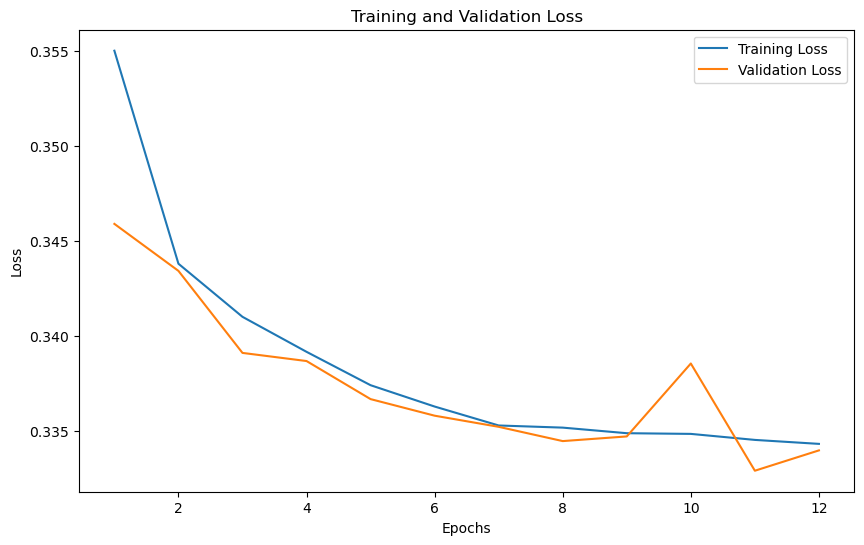 Training and Validation Loss
Training Loss
Validation Loss
0.355
0.350
0.345
0.340
0.335
Loss
2
4
6
8
10
12
Epochs